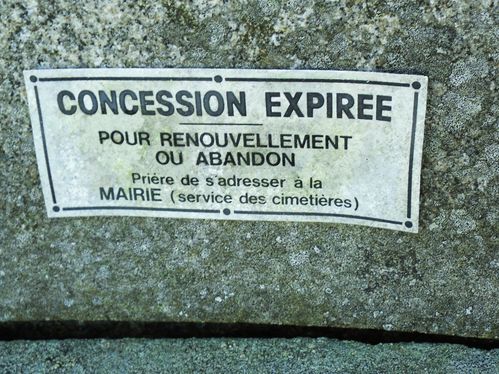 CONCESSION EXPIREE
POUR RENOUVELLEMENT
OU ABANDON
Prière de s'adresser à la
MAIRIE (service des cimetières)